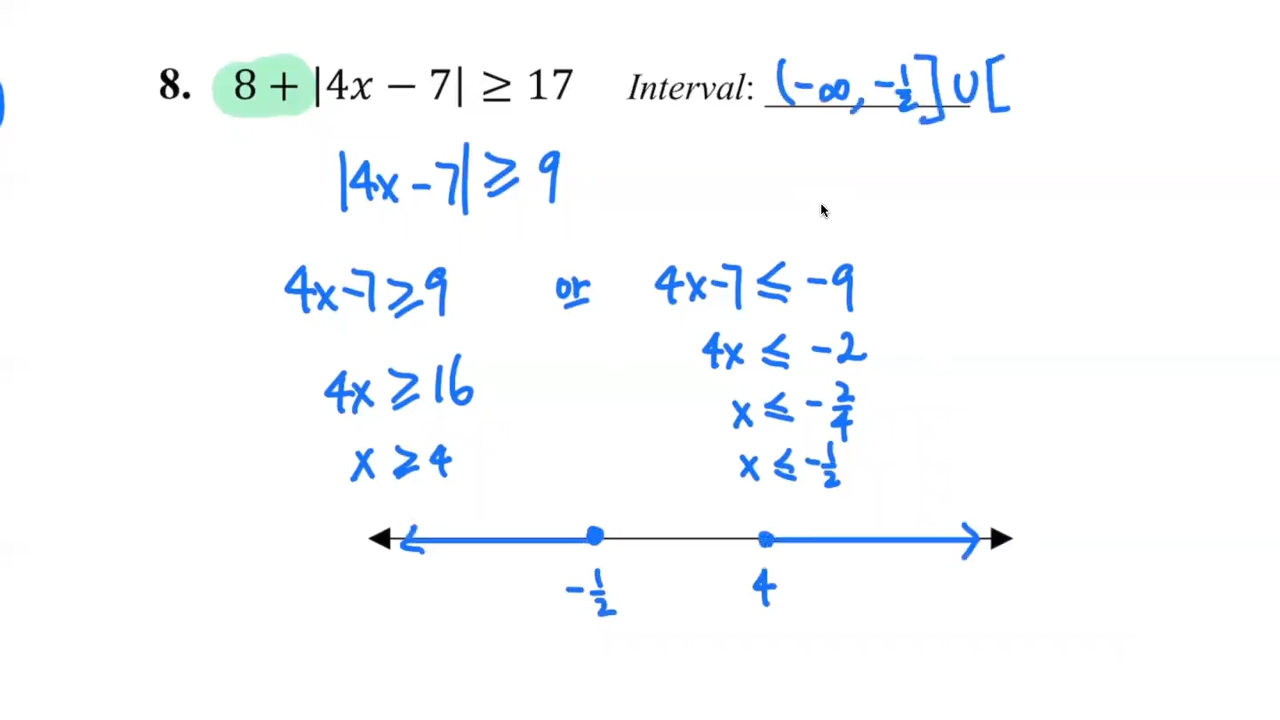 8. 8 + |4x − 7| ≥ 17 Interval: (-∞, -1/2] ∪ [
|4x - 7| ≥ 9
4x-7 ≥ 9 or 4x-7 ≤ -9
4x ≤ -2
4x ≥ 16
x ≤ -2/4
x ≥ 4 x ≤ -1/2
-1/2 4